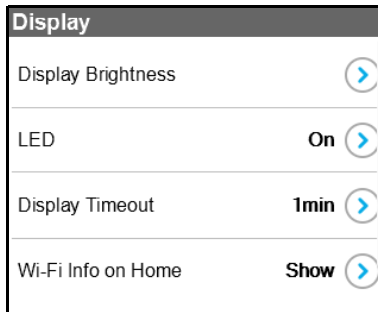 Display
Display Brightness
LED On
Display Timeout 1min
Wi-Fi Info on Home Show